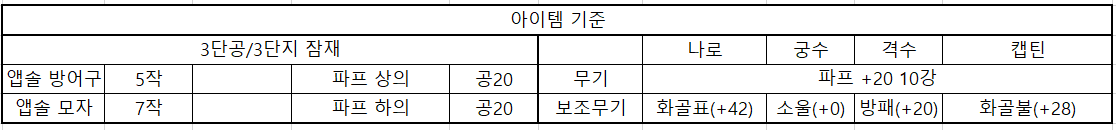 아이템 기준
3단공/3단지 잠재 나로 궁수 격수 캡틴
앱솔 방어구 5작 파프 상의 공20 무기 파프 +20 10강
앱솔 모자 7작 파프 하의 공20 보조무기 화골표(+42) 소울(+0) 방패(+20) 화골불(+28)